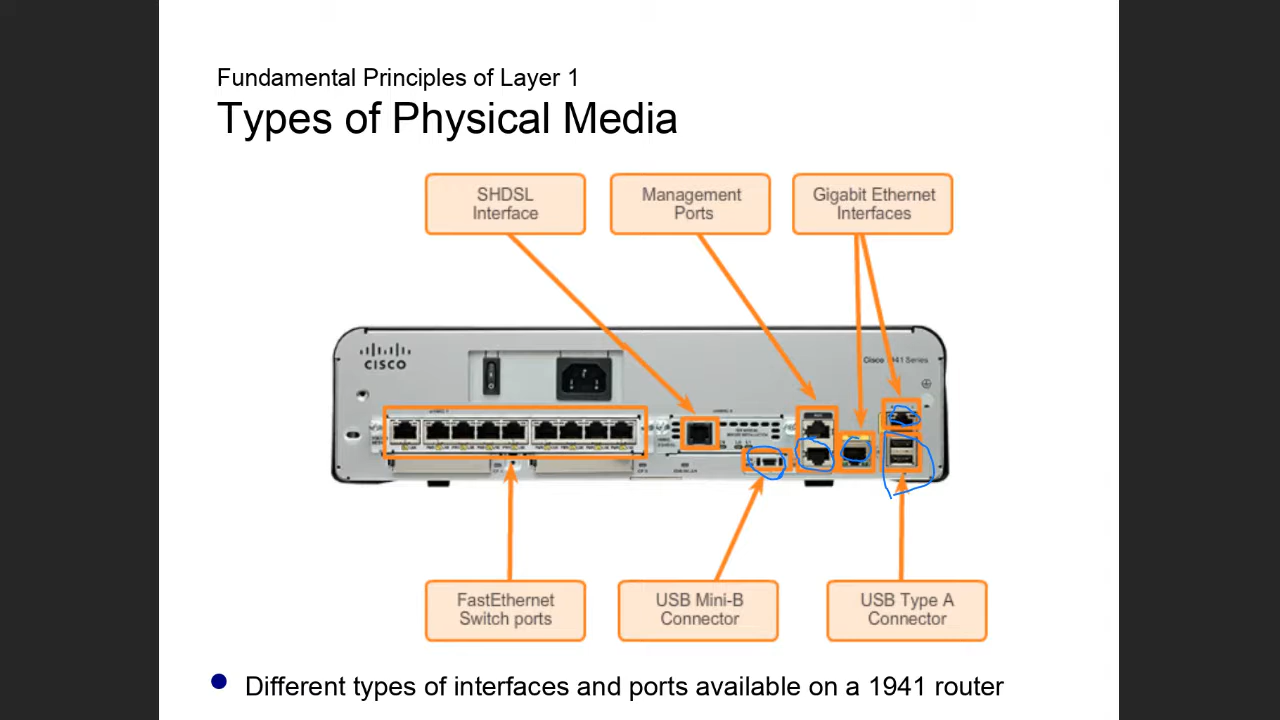 Fundamental Principles of Layer 1
Types of Physical Media
SHDSL
Interface
Management
Ports
Gigabit Ethernet
Interfaces
CISCO
Cisco
41 Series
FastEthernet
Switch ports
USB Mini-B
Connector
USB Type A
Connector
Different types of interfaces and ports available on a 1941 router